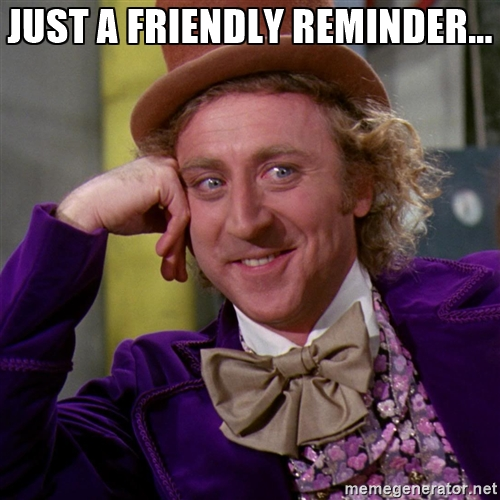 JUST A FRIENDLY REMINDER...
memegenerator.net